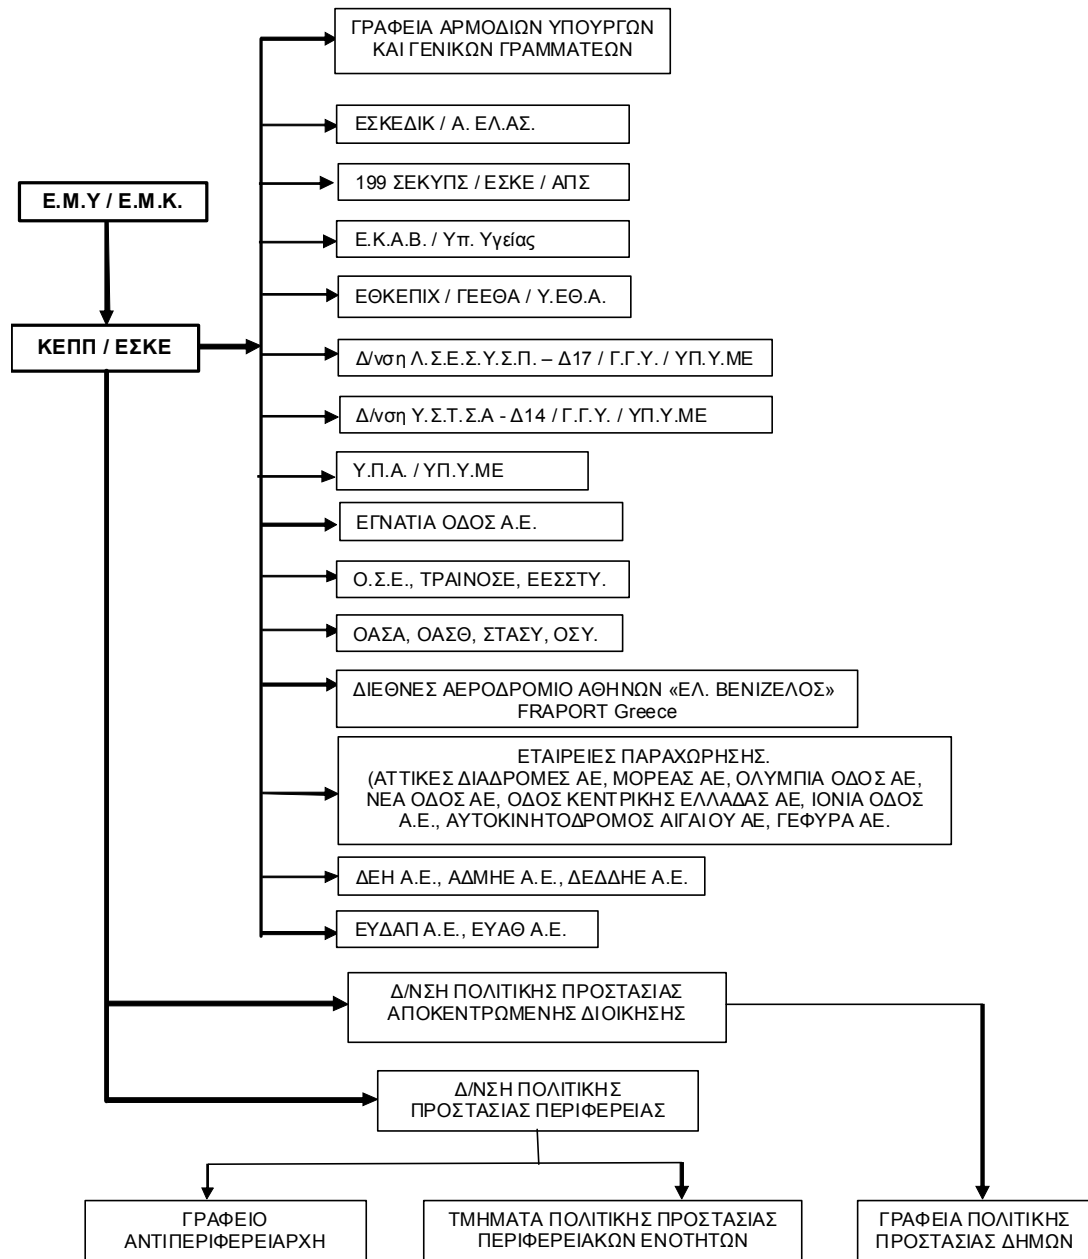 ΓΡΑΦΕΙΑ ΑΡΜΟΔΙΩΝ ΥΠΟΥΡΓΩΝ
ΚΑΙ ΓΕΝΙΚΩΝ ΓΡΑΜΜΑΤΕΩΝ
ΕΣΚΕΔΙΚ / Α. ΕΛ.ΑΣ.
199 ΣΕΚΥΠΣ / ΕΣΚΕ / ΑΠΣ
Ε.Μ.Υ / Ε.Μ.Κ.
Ε.Κ.Α.Β. / Υπ. Υγείας
ΕΘΚΕΠΙΧ / ΓΕΕΘΑ / Υ.ΕΘ.Α.
ΚΕΠΠ / ΕΣΚΕ
Δ/νση Λ.Σ.Ε.Σ.Υ.Σ.Π. – Δ17 / Γ.Γ.Υ. / ΥΠ.Υ.ΜΕ
Δ/νση Υ.Σ.Τ.Σ.Α - Δ14 / Γ.Γ.Υ. / ΥΠ.Υ.ΜΕ
Υ.Π.Α. / ΥΠ.Υ.ΜΕ
ΕΓΝΑΤΙΑ ΟΔΟΣ Α.Ε.
Ο.Σ.Ε., ΤΡΑΙΝΟΣΕ, ΕΕΣΣΤΥ.
ΟΑΣΑ, ΟΑΣΘ, ΣΤΑΣΥ, ΟΣΥ.
ΔΙΕΘΝΕΣ ΑΕΡΟΔΡΟΜΙΟ ΑΘΗΝΩΝ «ΕΛ. ΒΕΝΙΖΕΛΟΣ»
FRAPORT Greece
ΕΤΑΙΡΕΙΕΣ ΠΑΡΑΧΩΡΗΣΗΣ.
(ΑΤΤΙΚΕΣ ΔΙΑΔΡΟΜΕΣ ΑΕ, ΜΟΡΕΑΣ ΑΕ, ΟΛΥΜΠΙΑ ΟΔΟΣ ΑΕ,
ΝΕΑ ΟΔΟΣ ΑΕ, ΟΔΟΣ ΚΕΝΤΡΙΚΗΣ ΕΛΛΑΔΑΣ ΑΕ, ΙΟΝΙΑ ΟΔΟΣ
Α.Ε., ΑΥΤΟΚΙΝΗΤΟΔΡΟΜΟΣ ΑΙΓΑΙΟΥ ΑΕ, ΓΕΦΥΡΑ ΑΕ.
ΔΕΗ Α.Ε., ΑΔΜΗΕ Α.Ε., ΔΕΔΔΗΕ Α.Ε.
ΕΥΔΑΠ Α.Ε., ΕΥΑΘ Α.Ε.
Δ/ΝΣΗ ΠΟΛΙΤΙΚΗΣ ΠΡΟΣΤΑΣΙΑΣ
ΑΠΟΚΕΝΤΡΩΜΕΝΗΣ ΔΙΟΙΚΗΣΗΣ
Δ/ΝΣΗ ΠΟΛΙΤΙΚΗΣ
ΠΡΟΣΤΑΣΙΑΣ ΠΕΡΙΦΕΡΕΙΑΣ
ΓΡΑΦΕΙΟ
ΑΝΤΙΠΕΡΙΦΕΡΕΙΑΡΧΗ
ΤΜΗΜΑΤΑ ΠΟΛΙΤΙΚΗΣ ΠΡΟΣΤΑΣΙΑΣ
ΠΕΡΙΦΕΡΕΙΑΚΩΝ ΕΝΟΤΗΤΩΝ
ΓΡΑΦΕΙΑ ΠΟΛΙΤΙΚΗΣ
ΠΡΟΣΤΑΣΙΑΣ ΔΗΜΩΝ